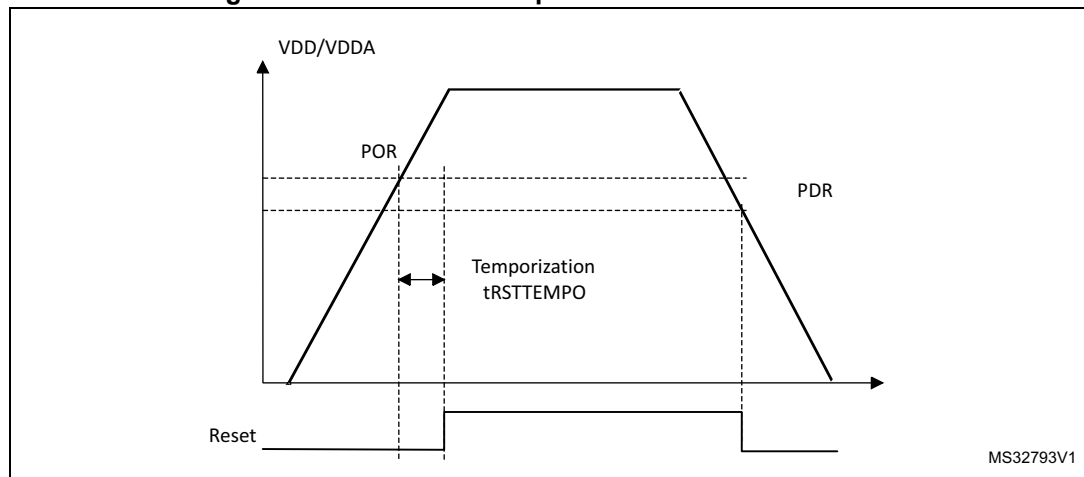 VDD/VDDA
POR
PDR
Temporization
tRSTTEMPO
Reset
MS32793V1